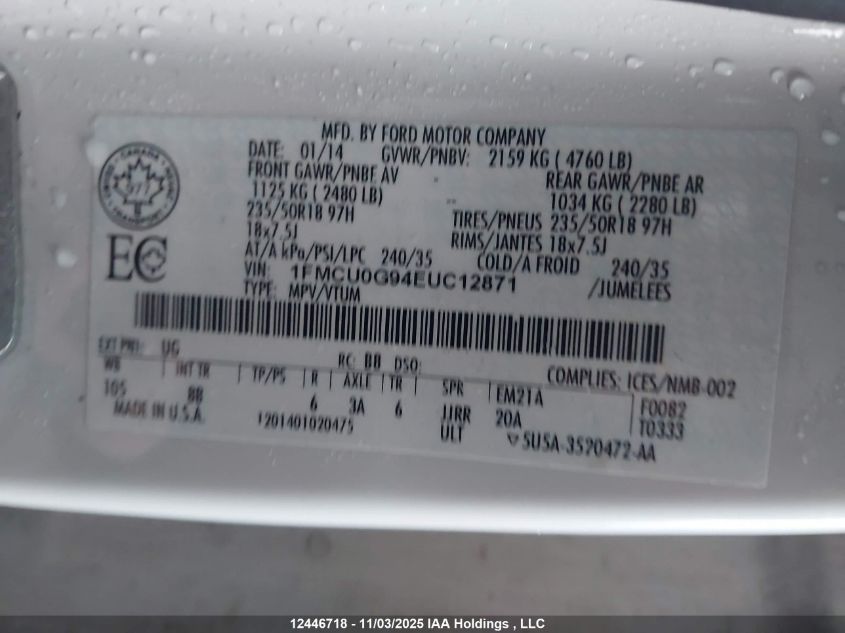 MFD. BY FORD MOTOR COMPANY
DATE: 01/14 GVWR/PNBV: 2159 KG ( 4760 LB)
FRONT GAWR/PNBE AV REAR GAWR/PNBE AR
1125 KG ( 2480 LB) 1034 KG ( 2280 LB)
235/50R18 97H TIRES/PNEUS 235/50R18 97H
18x7.5J RIMS/JANTES 18x7.5J
AT/A kPa/PSI/LPC 240/35 COLD/A FROID 240/35
VIN: 1FMCU0G94EUC12871 /JUMELEES
TYPE: MPV/VTUM
CANADA
EC
EXT PNT: UG RC: BB DSO: COMPLIES: ICES/NMB-002
WB INT TR TP/PS R AXLE TR SPR EM21A F0082
105 BB 6 3A 6 JJRR 20A T0333
MADE IN U.S.A. 1201401020475 ULT 5U5A-3520472-AA
12446718 - 11/03/2025 IAA Holdings , LLC